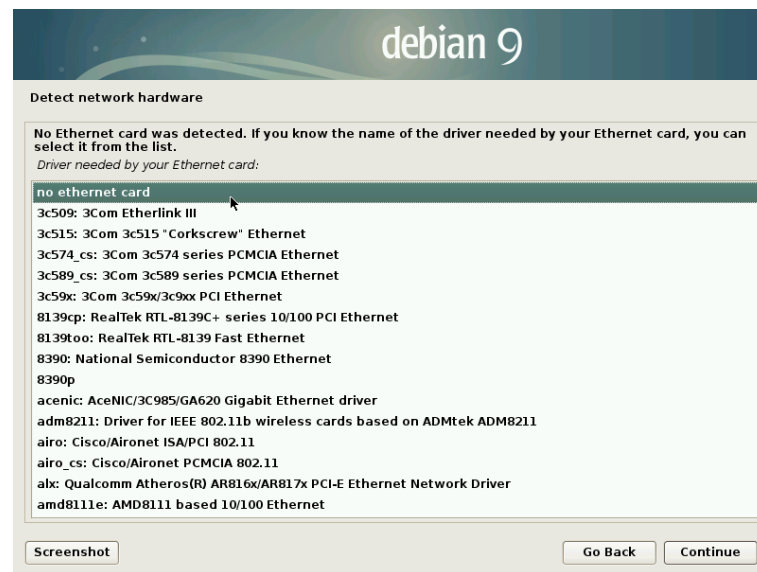 debian 9
Detect network hardware
No Ethernet card was detected. If you know the name of the driver needed by your Ethernet card, you can
select it from the list.
Driver needed by your Ethernet card:
no ethernet card
3c509: 3Com Etherlink III
3c515: 3Com 3c515 "Corkscrew" Ethernet
3c574_cs: 3Com 3c574 series PCMCIA Ethernet
3c589_cs: 3Com 3c589 series PCMCIA Ethernet
3c59x: 3Com 3c59x/3c9xx PCI Ethernet
8139cp: RealTek RTL-8139C+ series 10/100 PCI Ethernet
8139too: RealTek RTL-8139 Fast Ethernet
8390: National Semiconductor 8390 Ethernet
8390p
acenic: AceNIC/3C985/GA620 Gigabit Ethernet driver
adm8211: Driver for IEEE 802.11b wireless cards based on ADMtek ADM8211
airo: Cisco/Aironet ISA/PCI 802.11
airo_cs: Cisco/Aironet PCMCIA 802.11
alx: Qualcomm Atheros(R) AR816x/AR817x PCI-E Ethernet Network Driver
amd8111e: AMD8111 based 10/100 Ethernet
Screenshot
Go Back
Continue